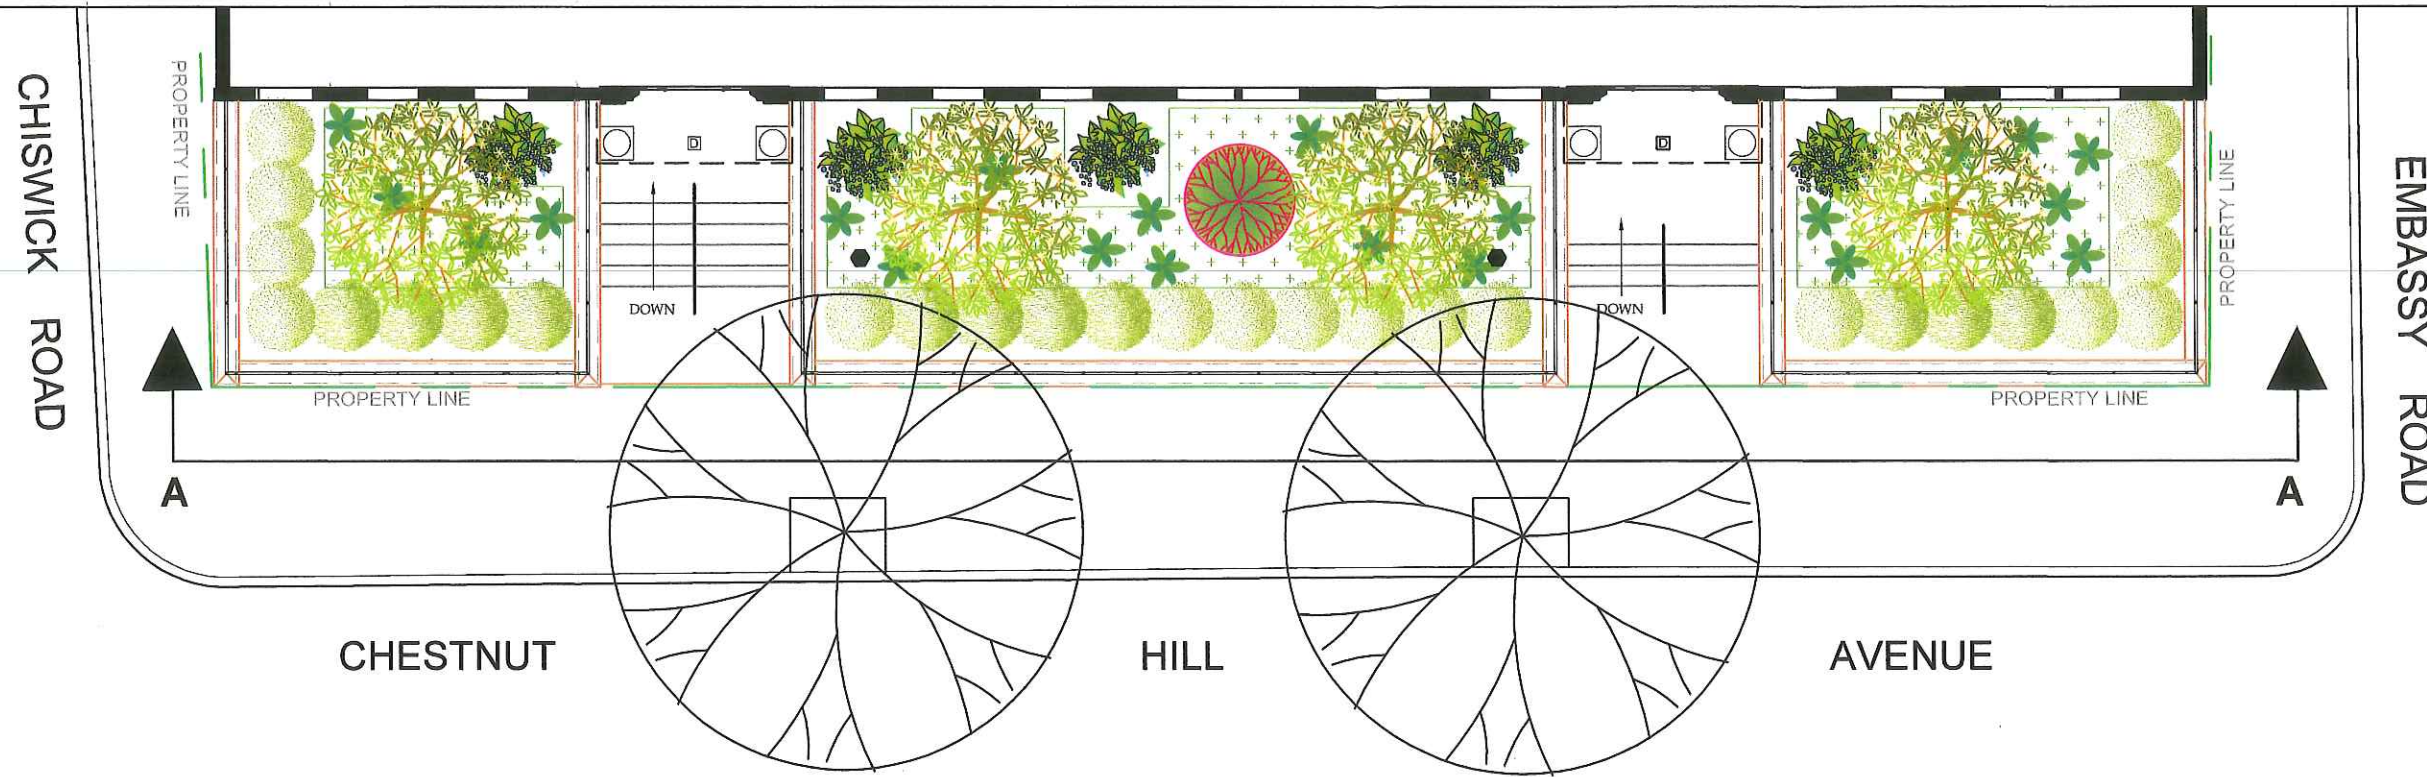 CHISWICK ROAD
PROPERTY LINE
D
D
DOWN
DOWN
PROPERTY LINE
EMBASSY ROAD
PROPERTY LINE
PROPERTY LINE
A
A
CHESTNUT HILL AVENUE